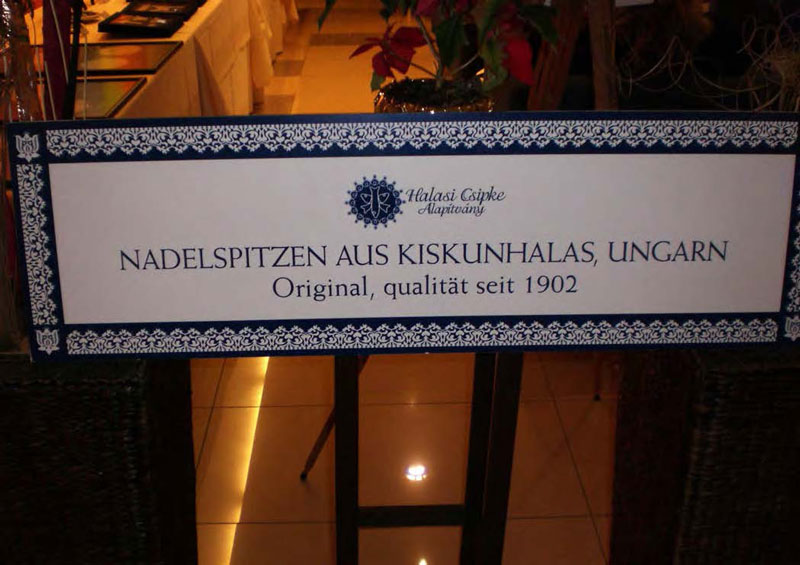 Halasi Csipke
Alapítvány
NADELSPITZEN AUS KISKUNHALAS, UNGARN
Original, qualität seit 1902